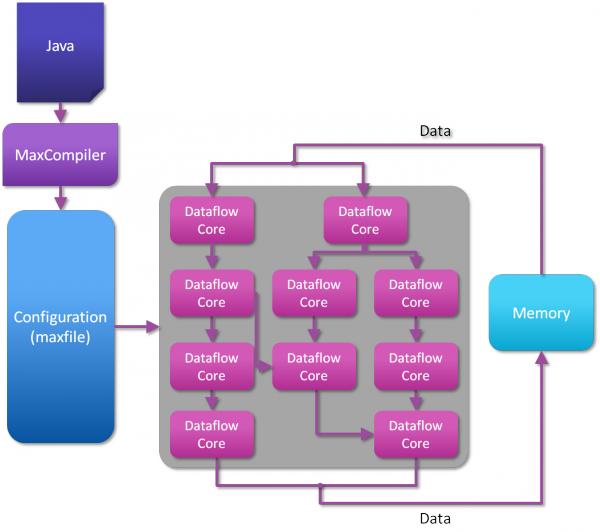 Java
MaxCompiler
Configuration
(maxfile)
Data
Dataflow
Core
Dataflow
Core
Dataflow
Core
Dataflow
Core
Dataflow
Core
Dataflow
Core
Dataflow
Core
Dataflow
Core
Dataflow
Core
Dataflow
Core
Memory
Data